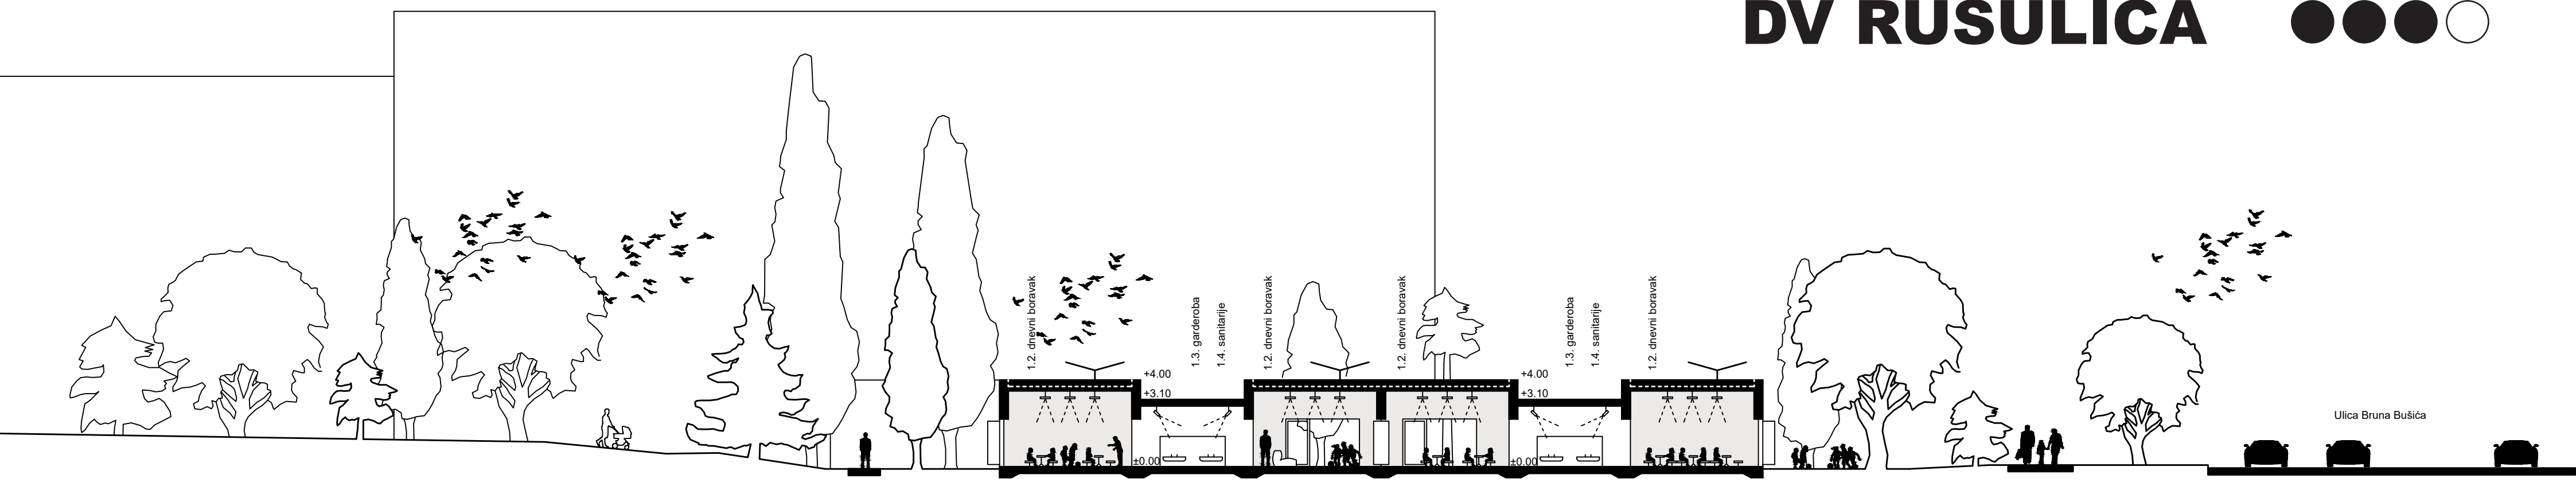 DV RUSULICA
1.2. dnevni boravak
1.3. garderoba
1.4. sanitarije
1.2. dnevni boravak
1.2. dnevni boravak
1.3. garderoba
1.4. sanitarije
1.2. dnevni boravak
+4.00
+3.10
±0.00
+4.00
+3.10
±0.00
Ulica Bruna Bušića